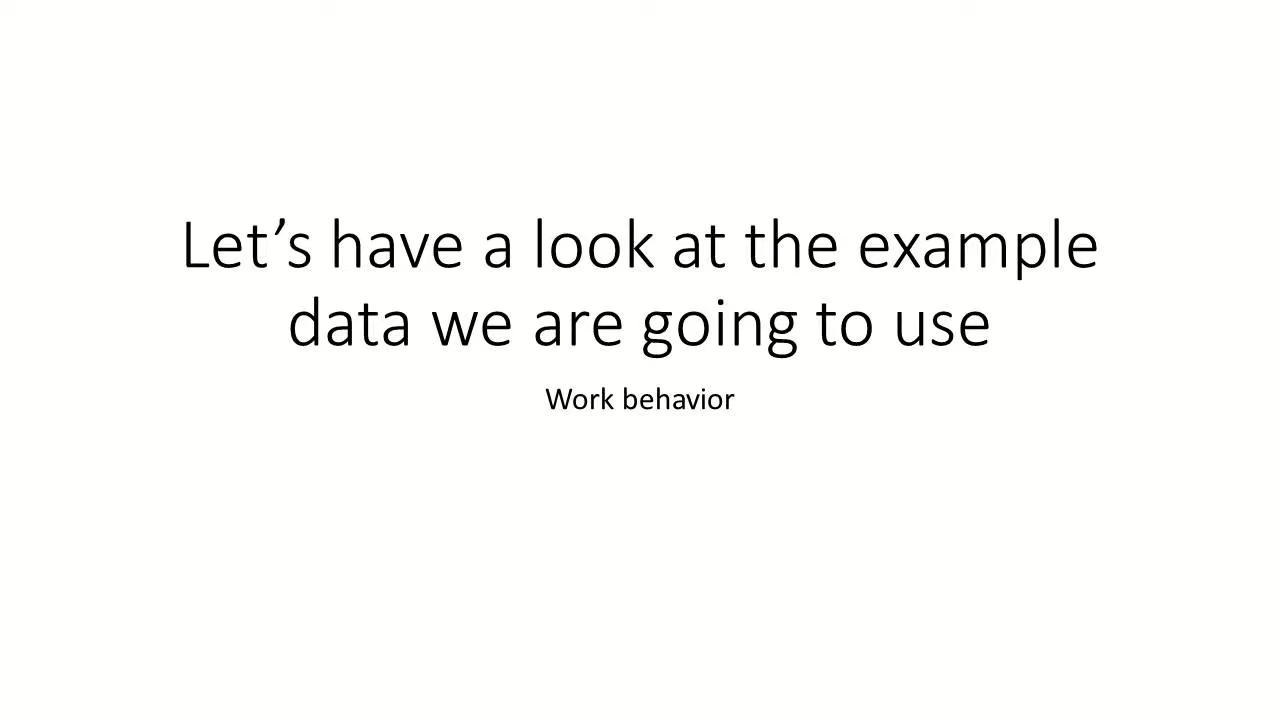 Let’s have a look at the example
data we are going to use
Work behavior